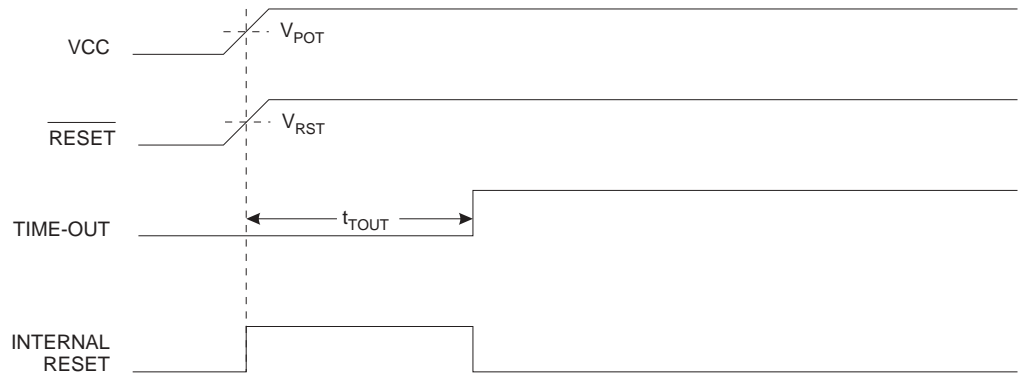 VCC
VPOT
RESET
VRST
TIME-OUT
tTOUT
INTERNAL
RESET